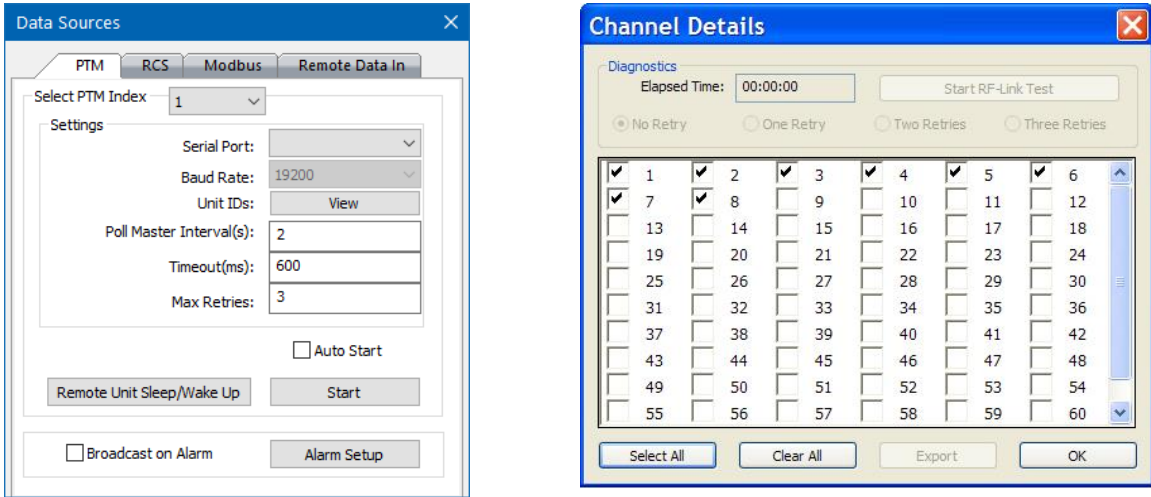 Data Sources
PTM RCS Modbus Remote Data In
Select PTM Index 1
Settings
Serial Port:
Baud Rate: 19200
Unit IDs: View
Poll Master Interval(s): 2
Timeout(ms): 600
Max Retries: 3
Auto Start
Remote Unit Sleep/Wake Up Start
Broadcast on Alarm Alarm Setup
Channel Details
Diagnostics
Elapsed Time: 00:00:00 Start RF-Link Test
No Retry One Retry Two Retries Three Retries
1 2 3 4 5 6
7 8 9 10 11 12
13 14 15 16 17 18
19 20 21 22 23 24
25 26 27 28 29 30
31 32 33 34 35 36
37 38 39 40 41 42
43 44 45 46 47 48
49 50 51 52 53 54
55 56 57 58 59 60
Select All Clear All Export OK